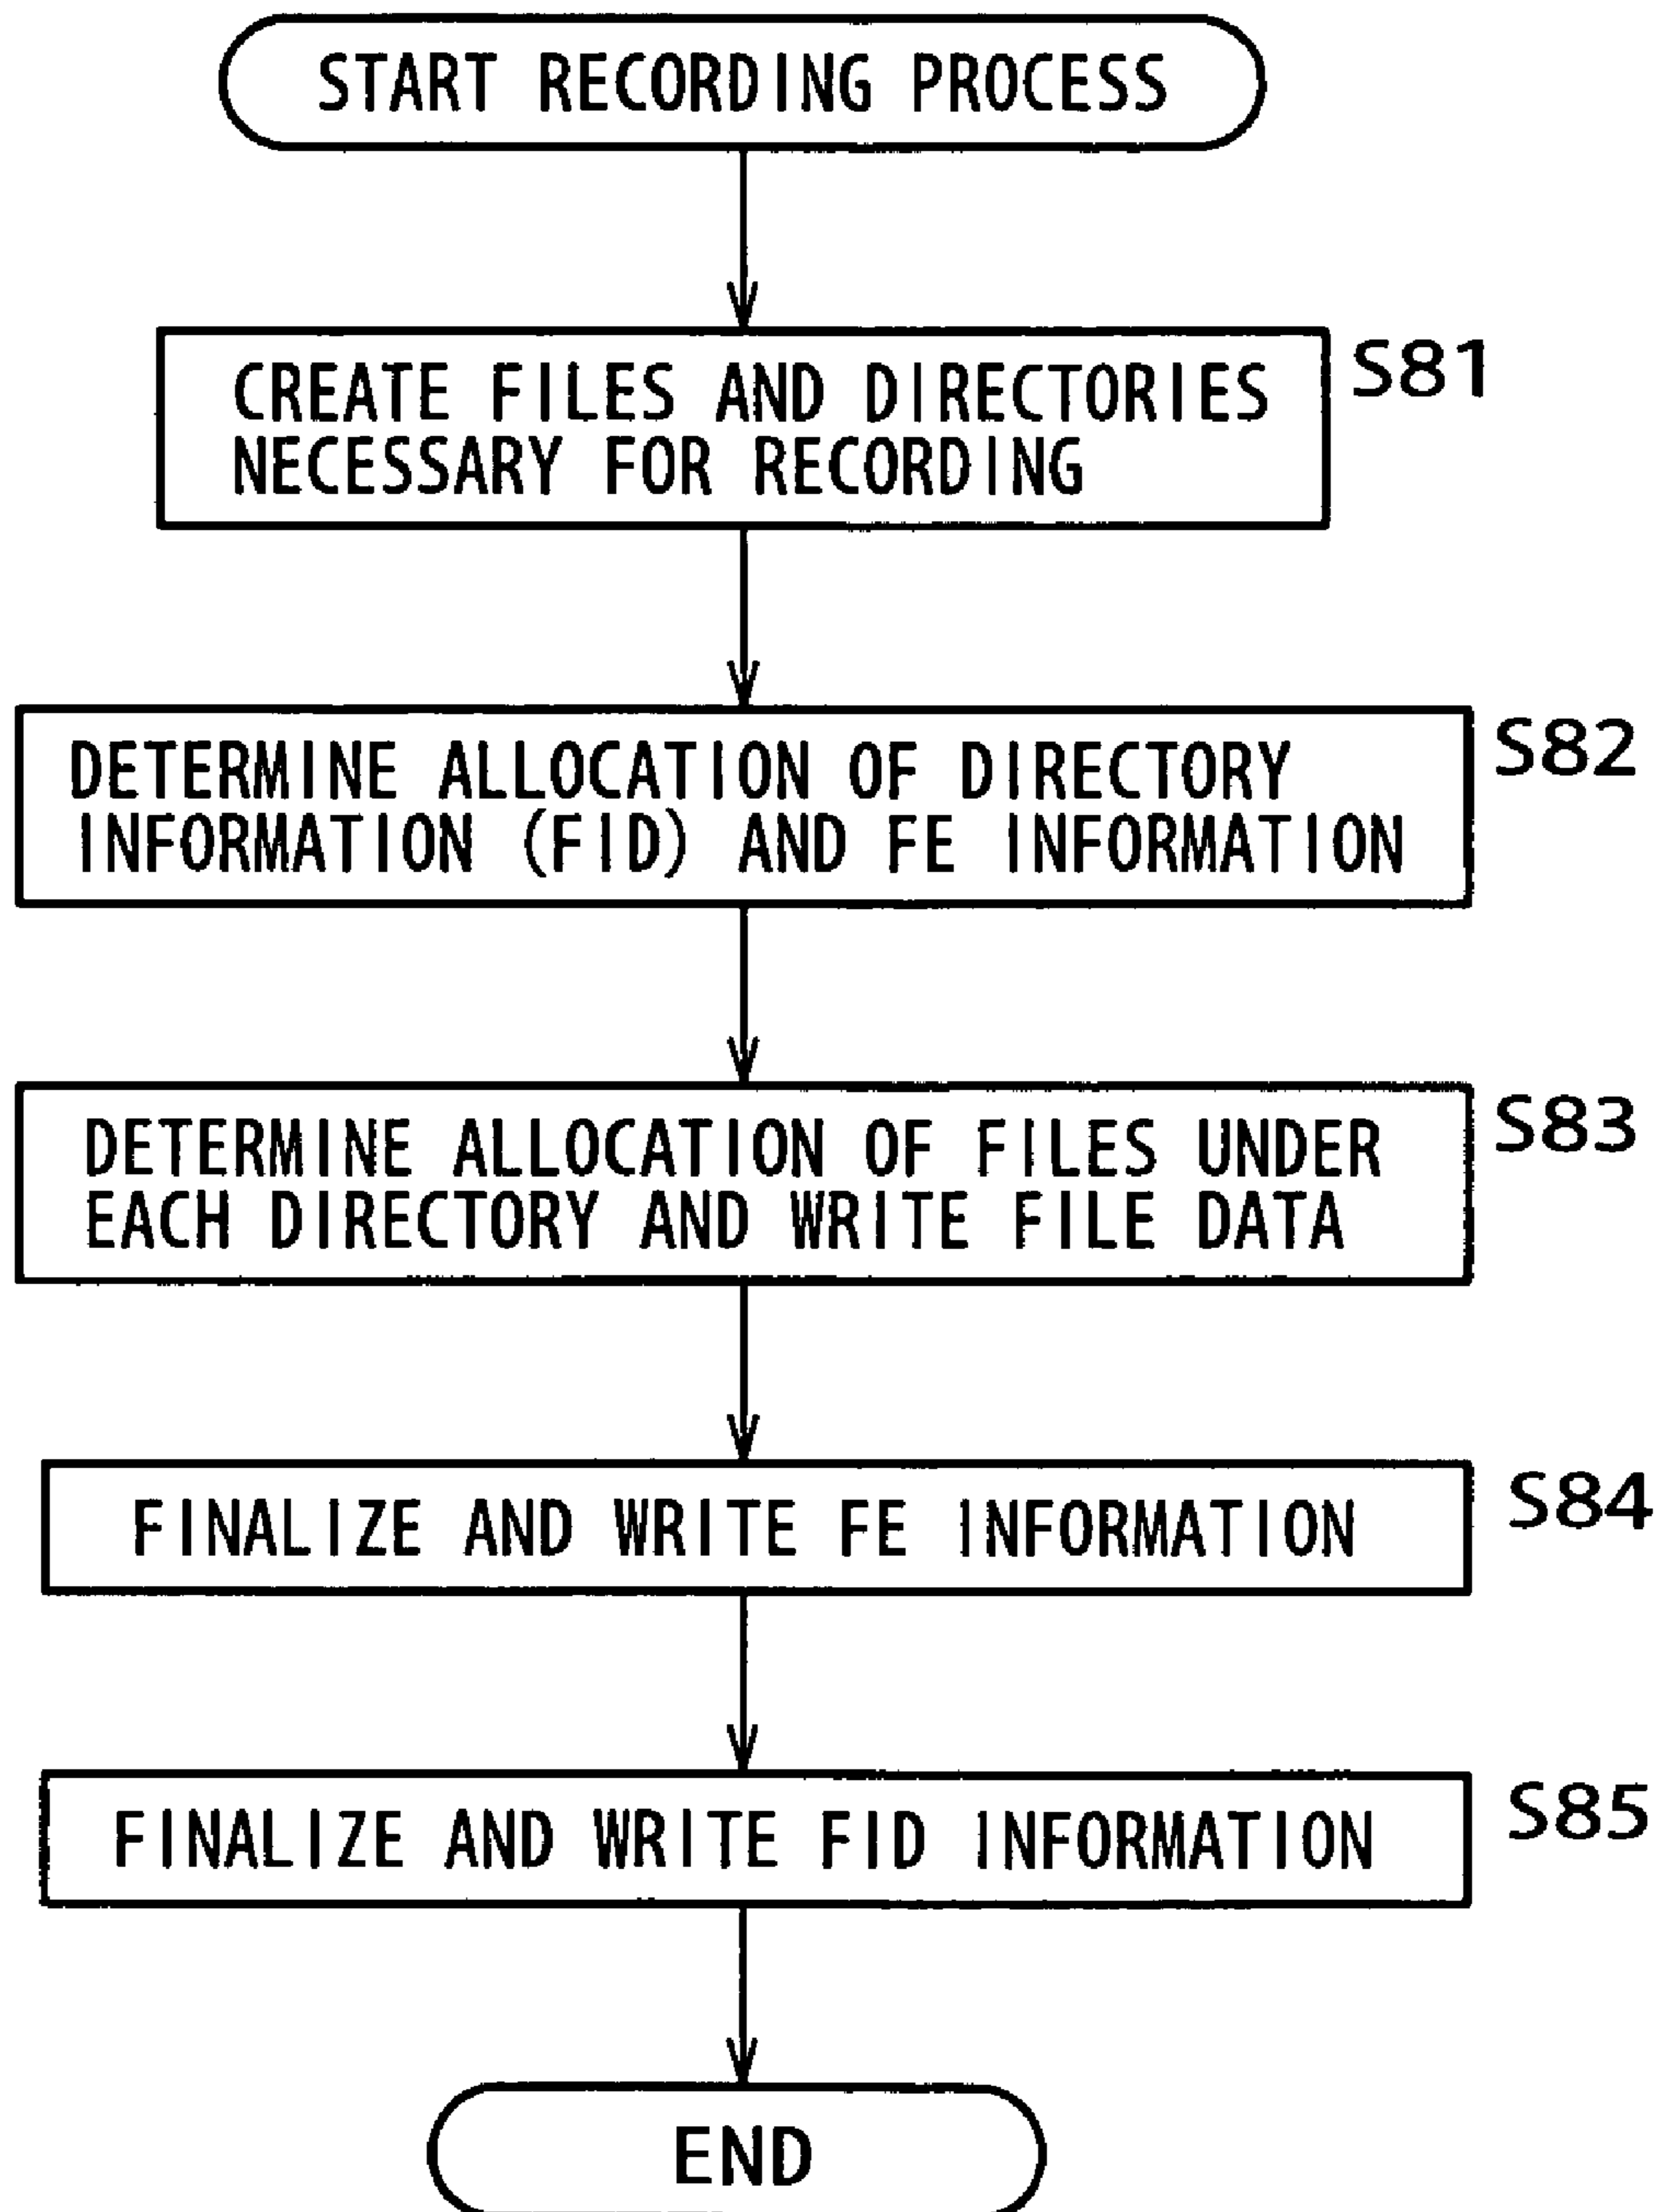 START RECORDING PROCESS
CREATE FILES AND DIRECTORIES
NECESSARY FOR RECORDING
S81
DETERMINE ALLOCATION OF DIRECTORY
INFORMATION (FID) AND FE INFORMATION
S82
DETERMINE ALLOCATION OF FILES UNDER
EACH DIRECTORY AND WRITE FILE DATA
S83
FINALIZE AND WRITE FE INFORMATION
S84
FINALIZE AND WRITE FID INFORMATION
S85
END